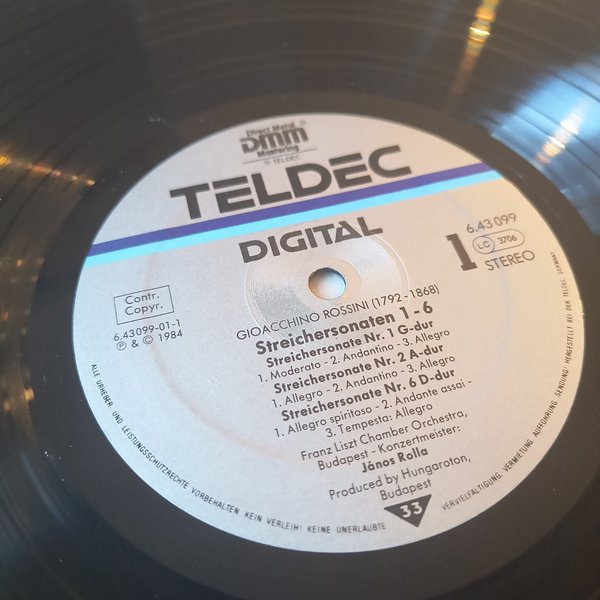 Direct Metal
DMM ®
Mastering
® TELDEC
TELDEC
DIGITAL
6.43 099
1 LC 3706
STEREO
Contr.
Copyr.
6.43099-01-1
℗ & © 1984
GIOACCHINO ROSSINI (1792-1868)
Streichersonaten 1-6
Streichersonate Nr. 1 G-dur
1. Moderato - 2. Andantino - 3. Allegro
Streichersonate Nr. 2 A-dur
1. Allegro - 2. Andantino - 3. Allegro
Streichersonate Nr. 6 D-dur
1. Allegro spiritoso - 2. Andante assai -
3. Tempesta: Allegro
Franz Liszt Chamber Orchestra,
Budapest - Konzertmeister:
János Rolla
Produced by Hungaroton,
Budapest
33
ALLE URHEBER- UND LEISTUNGSSCHUTZRECHTE VORBEHALTEN KEIN VERLEIH! KEINE UNERLAUBTE VERVIELFÄLTIGUNG, VERMIETUNG, AUFFÜHRUNG, SENDUNG! HERGESTELLT BEI DER TELDEC GERMANY